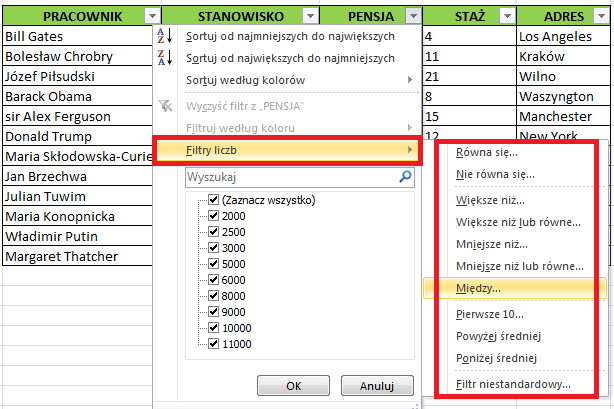 PRACOWNIK STANOWISKO PENSJA STAŻ ADRES
Bill Gates
Bolesław Chrobry
Józef Piłsudski
Barack Obama
sir Alex Ferguson
Donald Trump
Maria Skłodowska-Curie
Jan Brzechwa
Julian Tuwim
Maria Konopnicka
Władimir Putin
Margaret Thatcher
Sortuj od najmniejszych do największych
Sortuj od największych do najmniejszych
Sortuj według kolorów
Wyczyść filtr z „PENSJA”
Filtruj według koloru
Filtry liczb
Wyszukaj
(Zaznacz wszystko)
2000
2500
3000
5000
6000
8000
9000
10000
11000
OK Anuluj
4 Los Angeles
11 Kraków
21 Wilno
8 Waszyngton
15 Manchester
12 New York
Równa się...
Nie równa się...
Większe niż...
Większe niż lub równe...
Mniejsze niż...
Mniejsze niż lub równe...
Między...
Pierwsze 10...
Powyżej średniej
Poniżej średniej
Filtr niestandardowy...